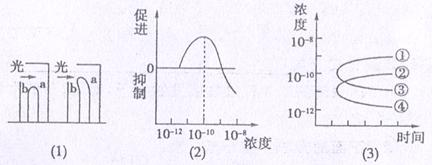 光 光
b a b a
(1)
促进
0
抑制
10⁻¹² 10⁻¹⁰ 10⁻⁸
浓度
(2)
浓度
10⁻⁸
10⁻¹⁰
10⁻¹²
①
②
③
④
时间
(3)